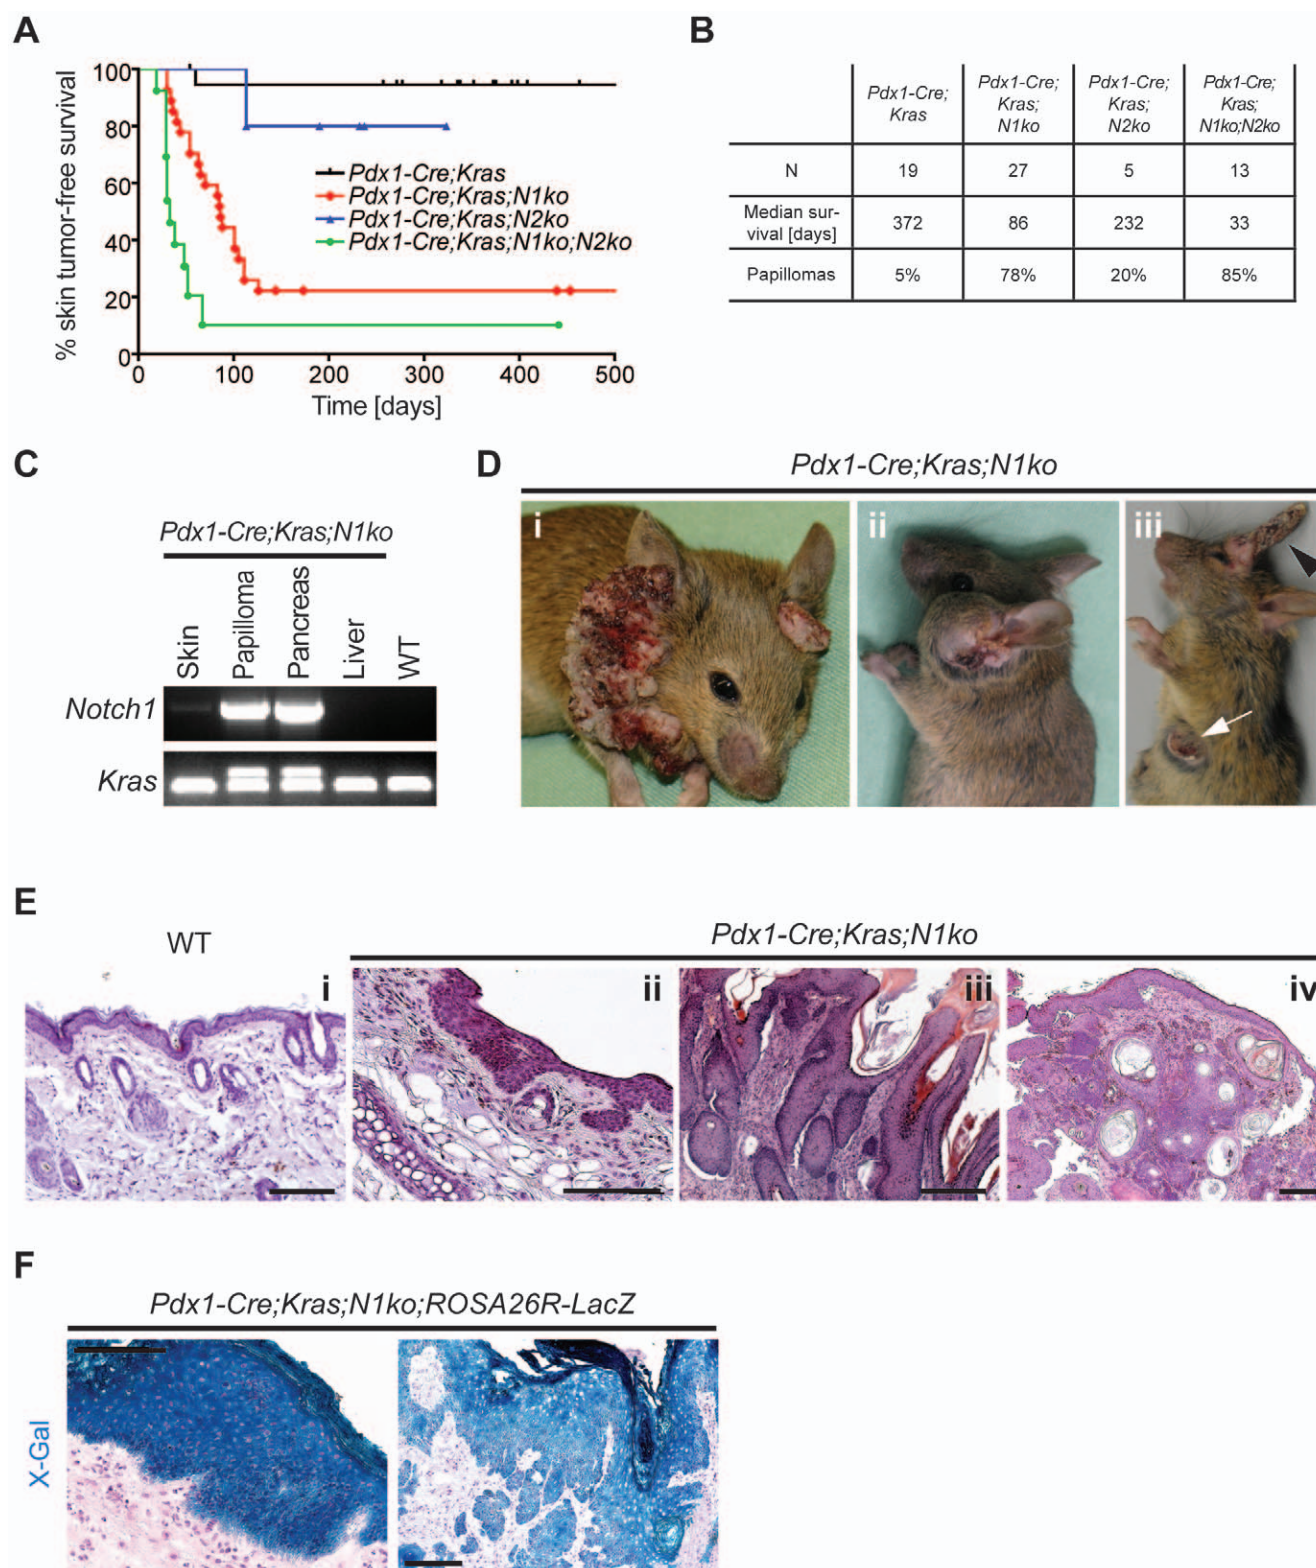 A
% skin tumor-free survival
100
80
60
40
20
0
0 100 200 300 400 500
Time [days]
Pdx1-Cre;Kras
Pdx1-Cre;Kras;N1ko
Pdx1-Cre;Kras;N2ko
Pdx1-Cre;Kras;N1ko;N2ko
B
Pdx1-Cre;
Kras
Pdx1-Cre;
Kras;
N1ko
Pdx1-Cre;
Kras;
N2ko
Pdx1-Cre;
Kras;
N1ko;N2ko
N 19 27 5 13
Median sur-
vival [days] 372 86 232 33
Papillomas 5% 78% 20% 85%
C
Pdx1-Cre;Kras;N1ko
Skin
Papilloma
Pancreas
Liver
WT
Notch1
Kras
D
Pdx1-Cre;Kras;N1ko
i
ii
iii
E
WT
Pdx1-Cre;Kras;N1ko
i
ii
iii
iv
F
Pdx1-Cre;Kras;N1ko;ROSA26R-LacZ
X-Gal